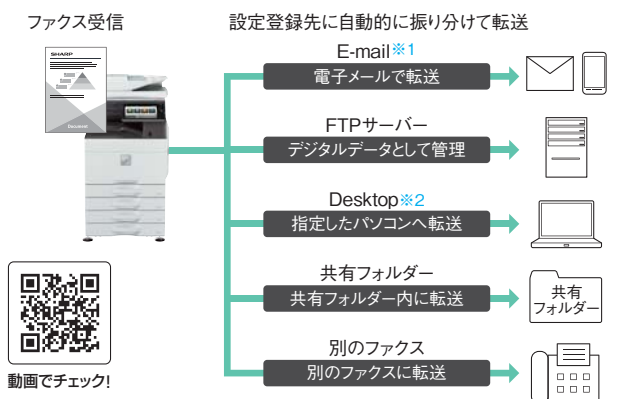 ファクス受信
設定登録先に自動的に振り分けて転送
SHARP
Document
E-mail※1
電子メールで転送
FTPサーバー
デジタルデータとして管理
Desktop※2
指定したパソコンへ転送
共有フォルダー
共有フォルダー内に転送
共有
フォルダー
別のファクス
別のファクスに転送
動画でチェック!